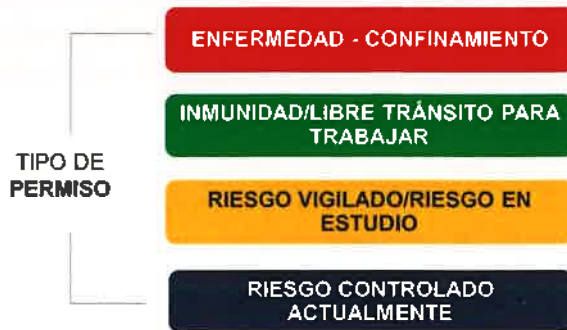 ENFERMEDAD - CONFINAMIENTO
INMUNIDAD/LIBRE TRÁNSITO PARA
TRABAJAR
TIPO DE
PERMISO
RIESGO VIGILADO/RIESGO EN
ESTUDIO
RIESGO CONTROLADO
ACTUALMENTE